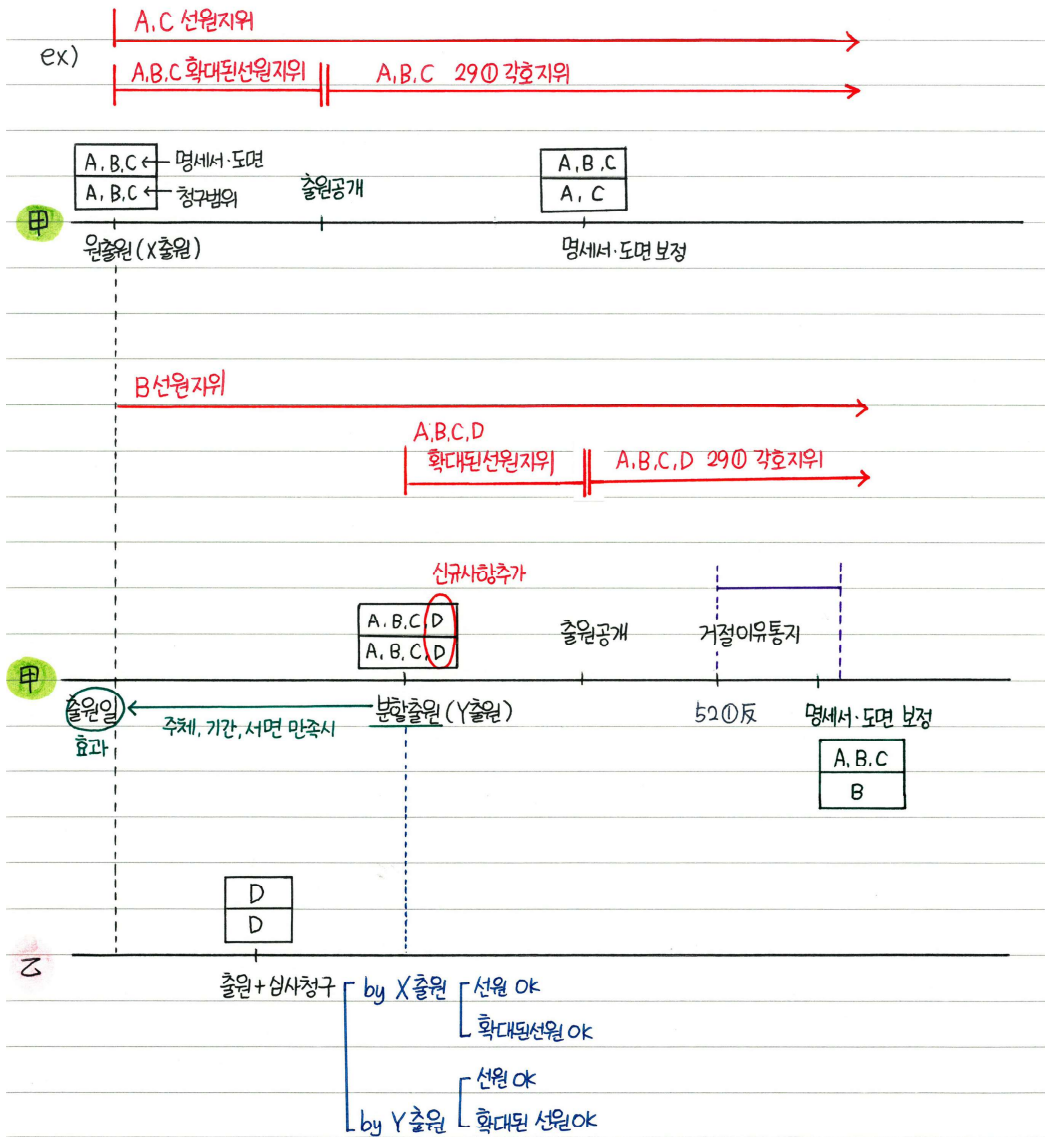 A, C 선원지위
ex)
A,B,C 확대된선원지위
A, B, C 29① 각호지위
A, B, C ← 명세서·도면
A, B, C ← 청구범위
출원공개
A, B, C
A, C
甲
원출원 (X출원)
명세서·도면 보정
B선원지위
A,B,C,D
확대된선원지위
A,B,C,D 29① 각호지위
신규사항추가
A, B, C, D
A, B, C, D
출원공개
거절이유통지
甲
출원일
효과
주체, 기간, 서면 만족시
분할출원 (Y출원)
52①反
명세서·도면 보정
A, B, C
B
D
D
乙
출원+심사청구
by X출원
선원 OK
확대된선원 OK
by Y출원
선원 OK
확대된 선원OK